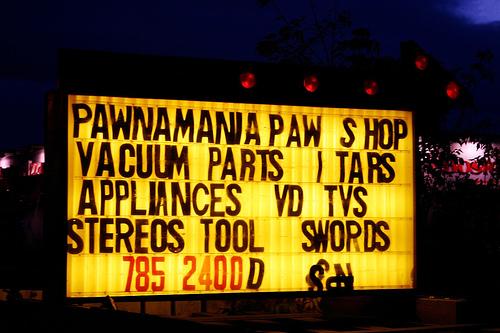 PAWNAMANIA PAW S HOP
VACUUM PARTS I TARS
APPLIANCES VD TVS
STEREOS TOOL SWORDS
785 2400D